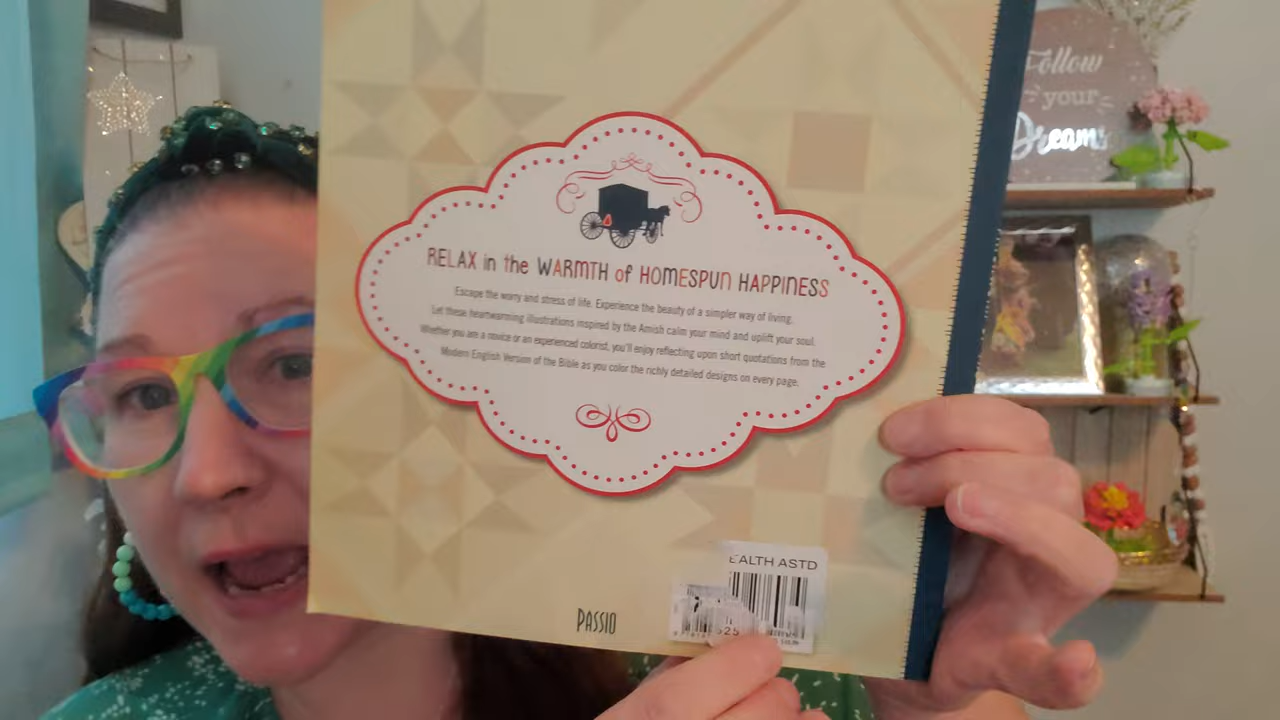 Follow
your
Dreams
RELAX in the WARMTH of HOMESPUN HAPPINESS
Escape the worry and stress of life. Experience the beauty of a simpler way of living.
Let these heartwarming illustrations inspired by the Amish calm your mind and uplift your soul.
Whether you are a novice or an experienced colorist, you'll enjoy reflecting upon short quotations from the
Modern English Version of the Bible as you color the richly detailed designs on every page.
EALTH ASTD
PASSIO